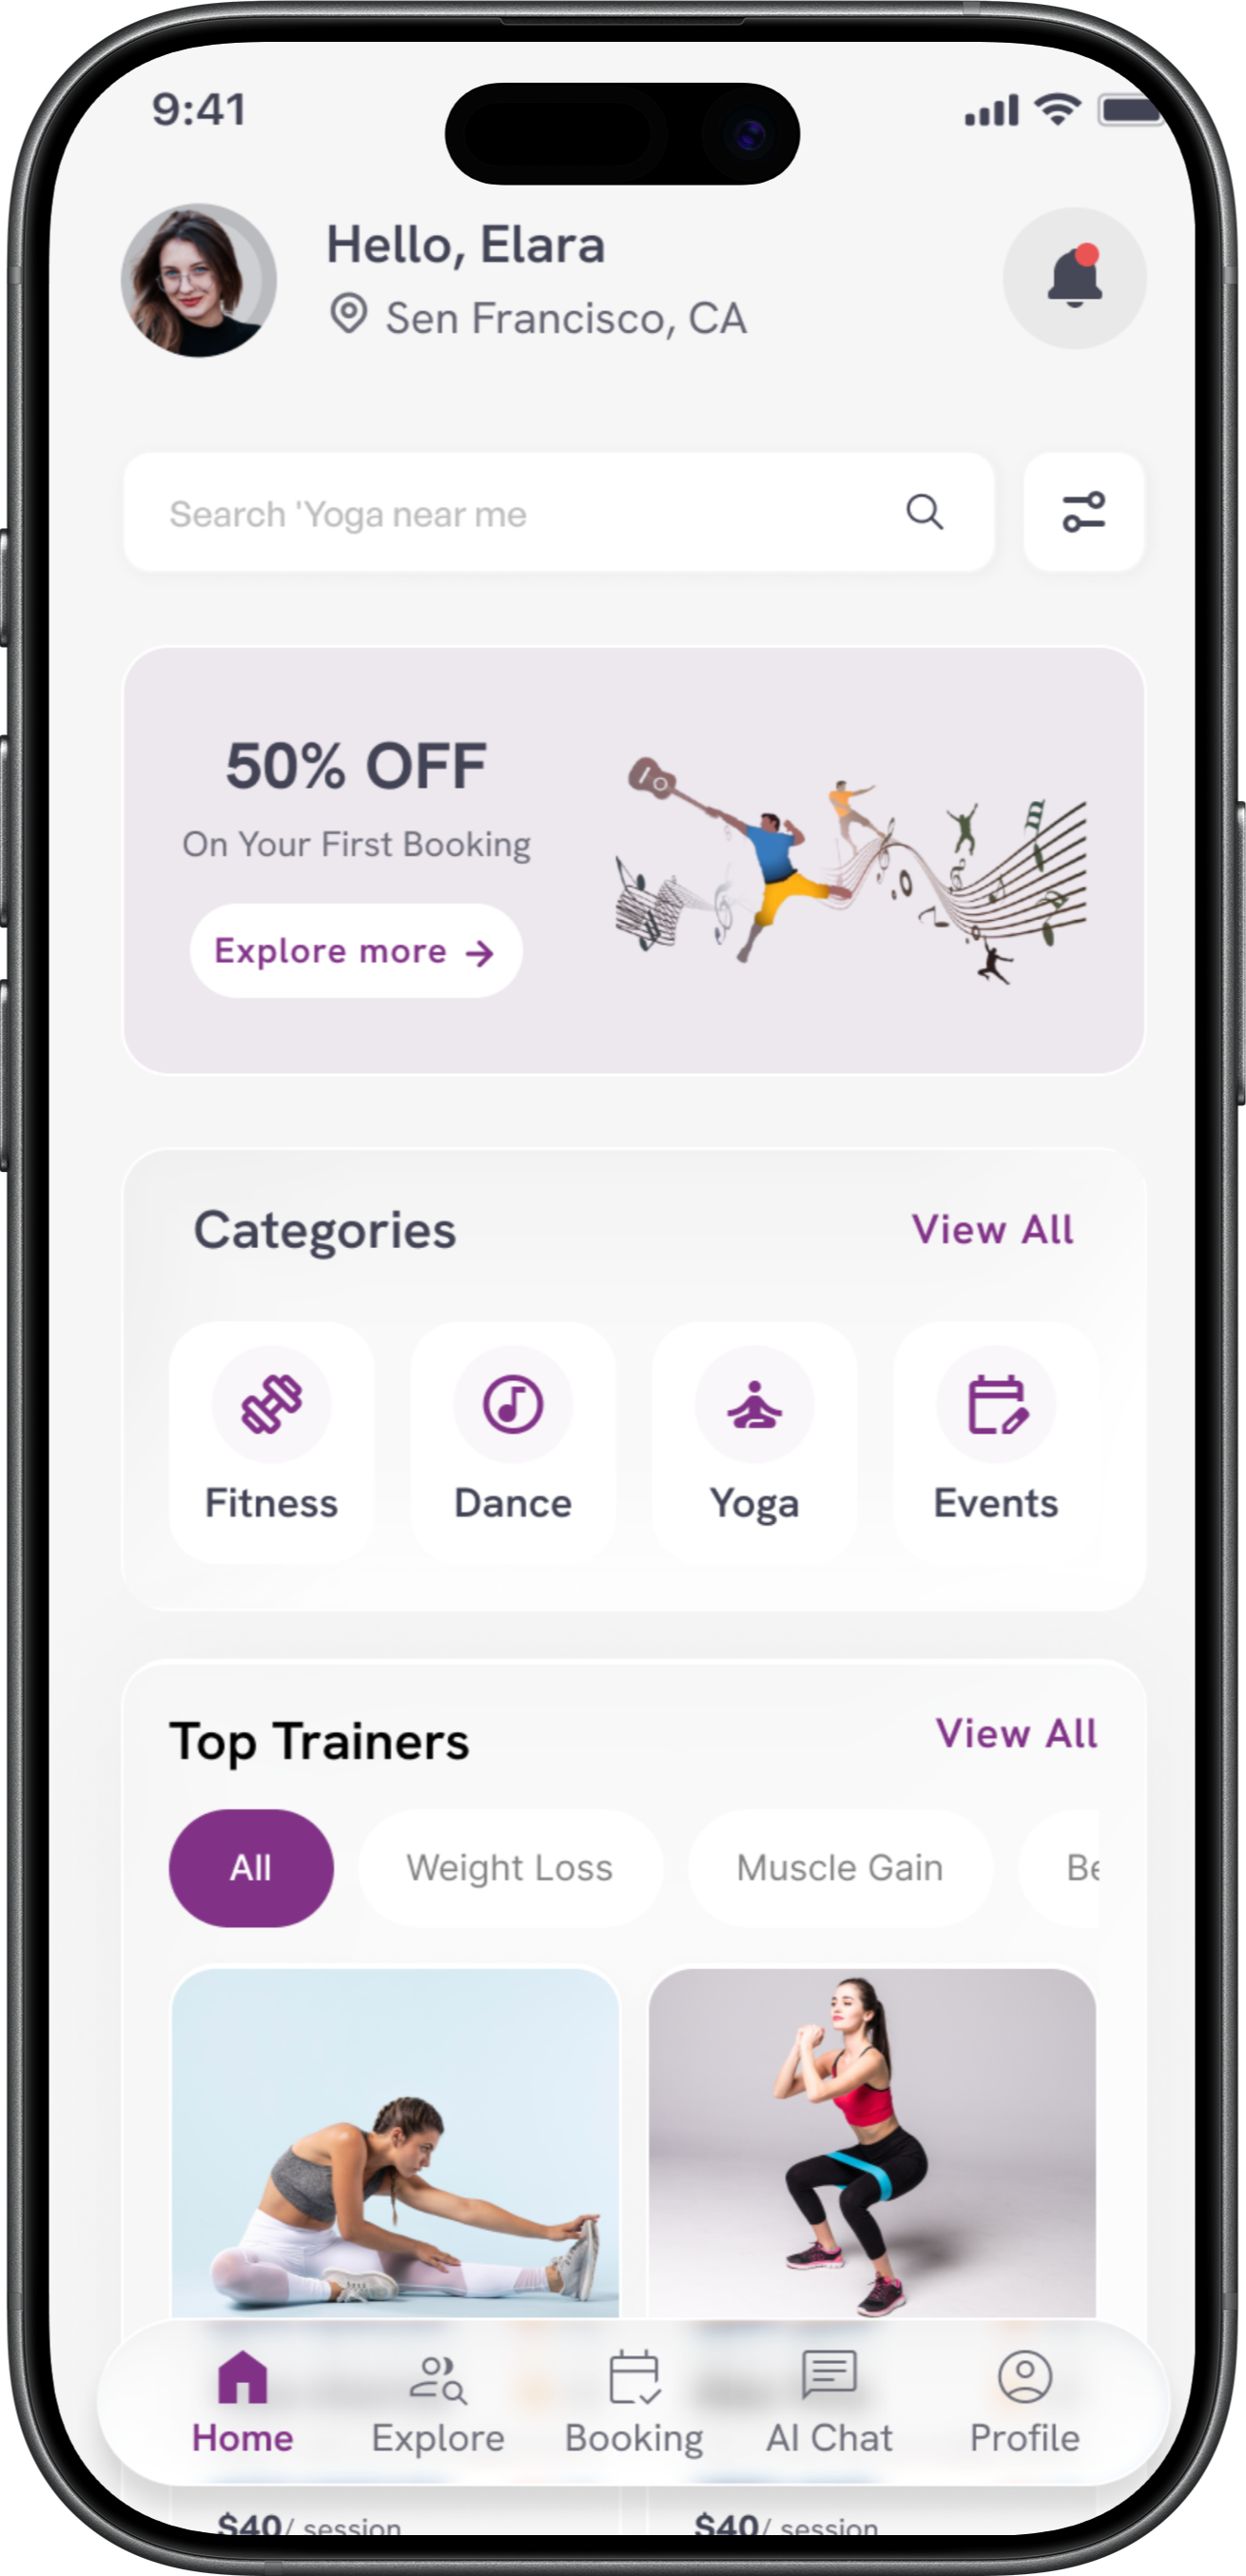 9:41
Hello, Elara
Sen Francisco, CA
Search 'Yoga near me
50% OFF
On Your First Booking
Explore more →
Categories
View All
Fitness
Dance
Yoga
Events
Top Trainers
View All
All
Weight Loss
Muscle Gain
Be
Home
Explore
Booking
AI Chat
Profile
$40/ session
$40/ session